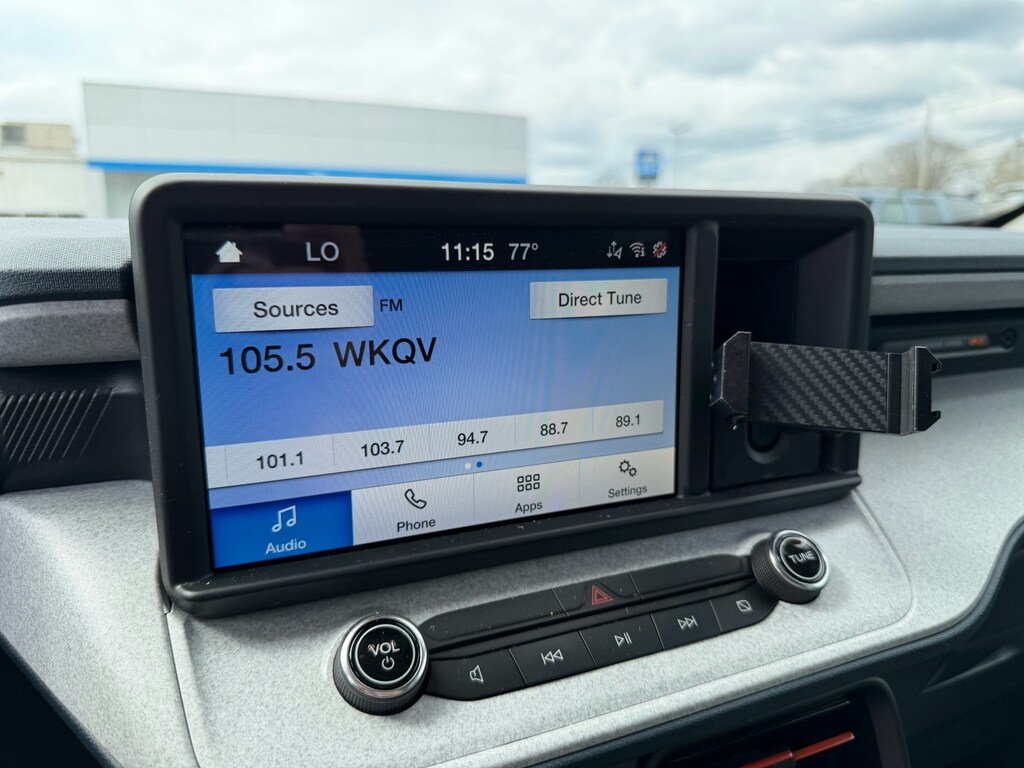 LO 11:15 77°
Sources FM Direct Tune
105.5 WKQV
101.1 103.7 94.7 88.7 89.1
Audio Phone Apps Settings
VOL TUNE